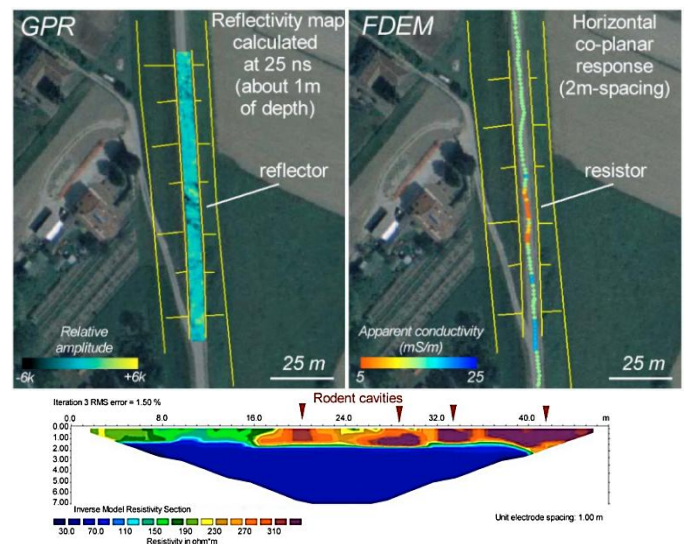 GPR
Reflectivity map
calculated
at 25 ns
(about 1m
of depth)
reflector
Relative
amplitude
-6k
+6k
25 m
FDEM
Horizontal
co-planar
response
(2m-spacing)
resistor
Apparent conductivity
(mS/m)
5
25
25 m
Rodent cavities
Iteration 3 RMS error = 1.50 %
0.0 8.0 16.0 24.0 32.0 40.0 m
0.00
1.00
2.00
3.00
4.00
5.00
6.00
7.00
Inverse Model Resistivity Section
30.0 70.0 110 150 190 230 270 310
Resistivity in ohm*m
Unit electrode spacing: 1.00 m